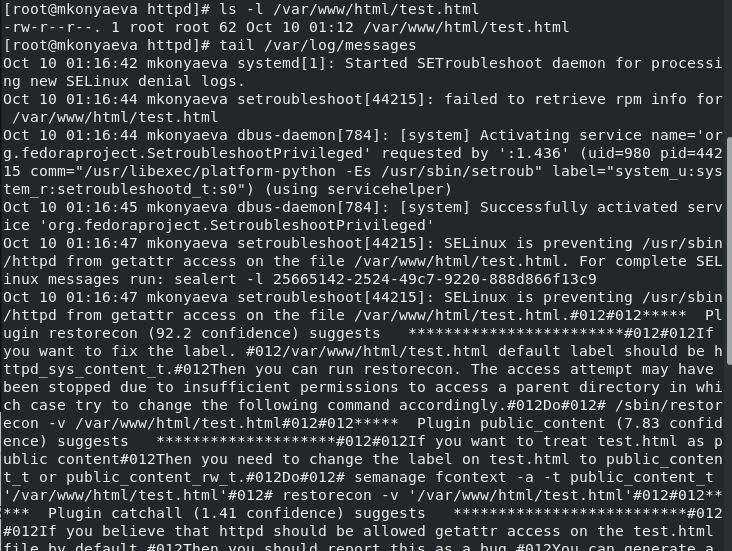 [root@mkonyaeva httpd]# ls -l /var/www/html/test.html
-rw-r--r--. 1 root root 62 Oct 10 01:12 /var/www/html/test.html
[root@mkonyaeva httpd]# tail /var/log/messages
Oct 10 01:16:42 mkonyaeva systemd[1]: Started SETroubleshoot daemon for processi
ng new SELinux denial logs.
Oct 10 01:16:44 mkonyaeva setroubleshoot[44215]: failed to retrieve rpm info for
 /var/www/html/test.html
Oct 10 01:16:44 mkonyaeva dbus-daemon[784]: [system] Activating service name='or
g.fedoraproject.SetroubleshootPrivileged' requested by ':1.436' (uid=980 pid=442
15 comm="/usr/libexec/platform-python -Es /usr/sbin/setroub" label="system_u:sys
tem_r:setroubleshootd_t:s0") (using servicehelper)
Oct 10 01:16:45 mkonyaeva dbus-daemon[784]: [system] Successfully activated serv
ice 'org.fedoraproject.SetroubleshootPrivileged'
Oct 10 01:16:47 mkonyaeva setroubleshoot[44215]: SELinux is preventing /usr/sbin
/httpd from getattr access on the file /var/www/html/test.html. For complete SEL
inux messages run: sealert -l 25665142-2524-49c7-9220-888d866f13c9
Oct 10 01:16:47 mkonyaeva setroubleshoot[44215]: SELinux is preventing /usr/sbin
/httpd from getattr access on the file /var/www/html/test.html.#012#012*****  Pl
ugin restorecon (92.2 confidence) suggests   ************************#012#012If
you want to fix the label. #012/var/www/html/test.html default label should be h
ttpd_sys_content_t.#012Then you can run restorecon. The access attempt may have
been stopped due to insufficient permissions to access a parent directory in whi
ch case try to change the following command accordingly.#012Do#012# /sbin/restor
econ -v /var/www/html/test.html#012#012*****  Plugin public_content (7.83 confid
ence) suggests   ********************#012#012If you want to treat test.html as p
ublic content#012Then you need to change the label on test.html to public_conten
t_t or public_content_rw_t.#012Do#012# semanage fcontext -a -t public_content_t
'/var/www/html/test.html'#012# restorecon -v '/var/www/html/test.html'#012#012**
***  Plugin catchall (1.41 confidence) suggests   **************************#012
#012If you believe that httpd should be allowed getattr access on the test.html
file by default.#012Then you should report this as a bug.#012You can generate a